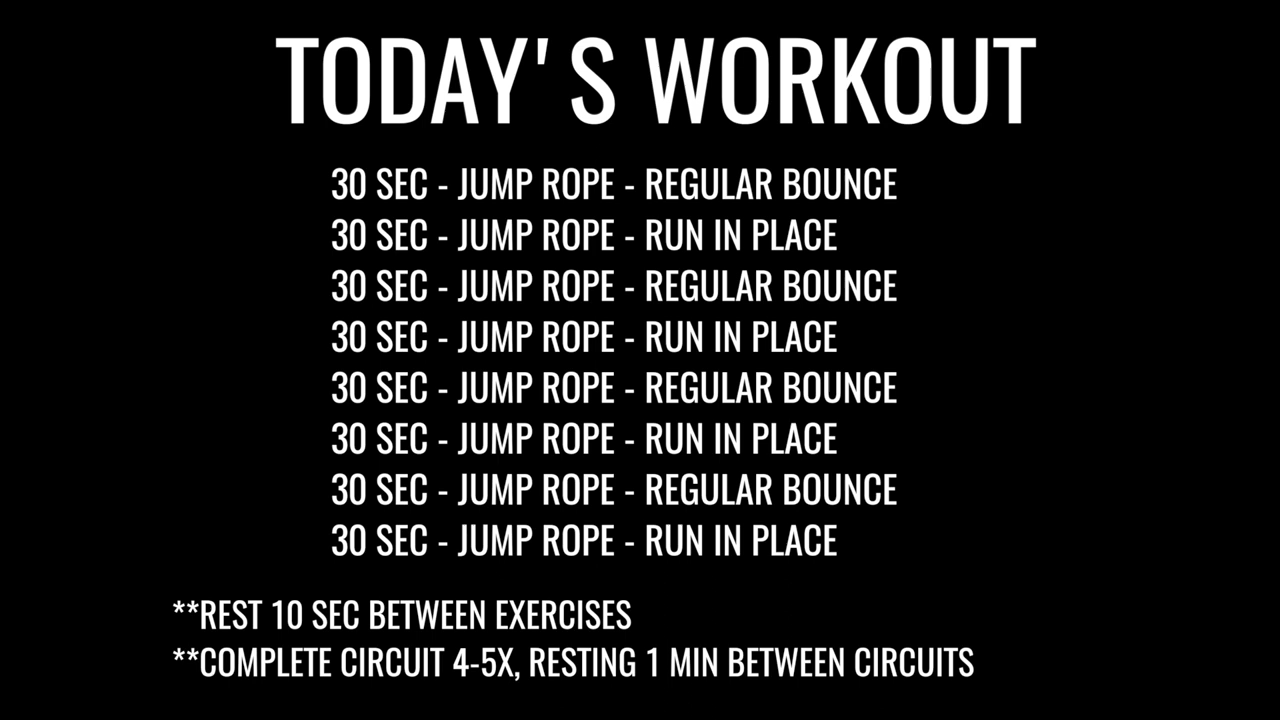 TODAY'S WORKOUT
30 SEC - JUMP ROPE - REGULAR BOUNCE
30 SEC - JUMP ROPE - RUN IN PLACE
30 SEC - JUMP ROPE - REGULAR BOUNCE
30 SEC - JUMP ROPE - RUN IN PLACE
30 SEC - JUMP ROPE - REGULAR BOUNCE
30 SEC - JUMP ROPE - RUN IN PLACE
30 SEC - JUMP ROPE - REGULAR BOUNCE
30 SEC - JUMP ROPE - RUN IN PLACE
**REST 10 SEC BETWEEN EXERCISES
**COMPLETE CIRCUIT 4-5X, RESTING 1 MIN BETWEEN CIRCUITS